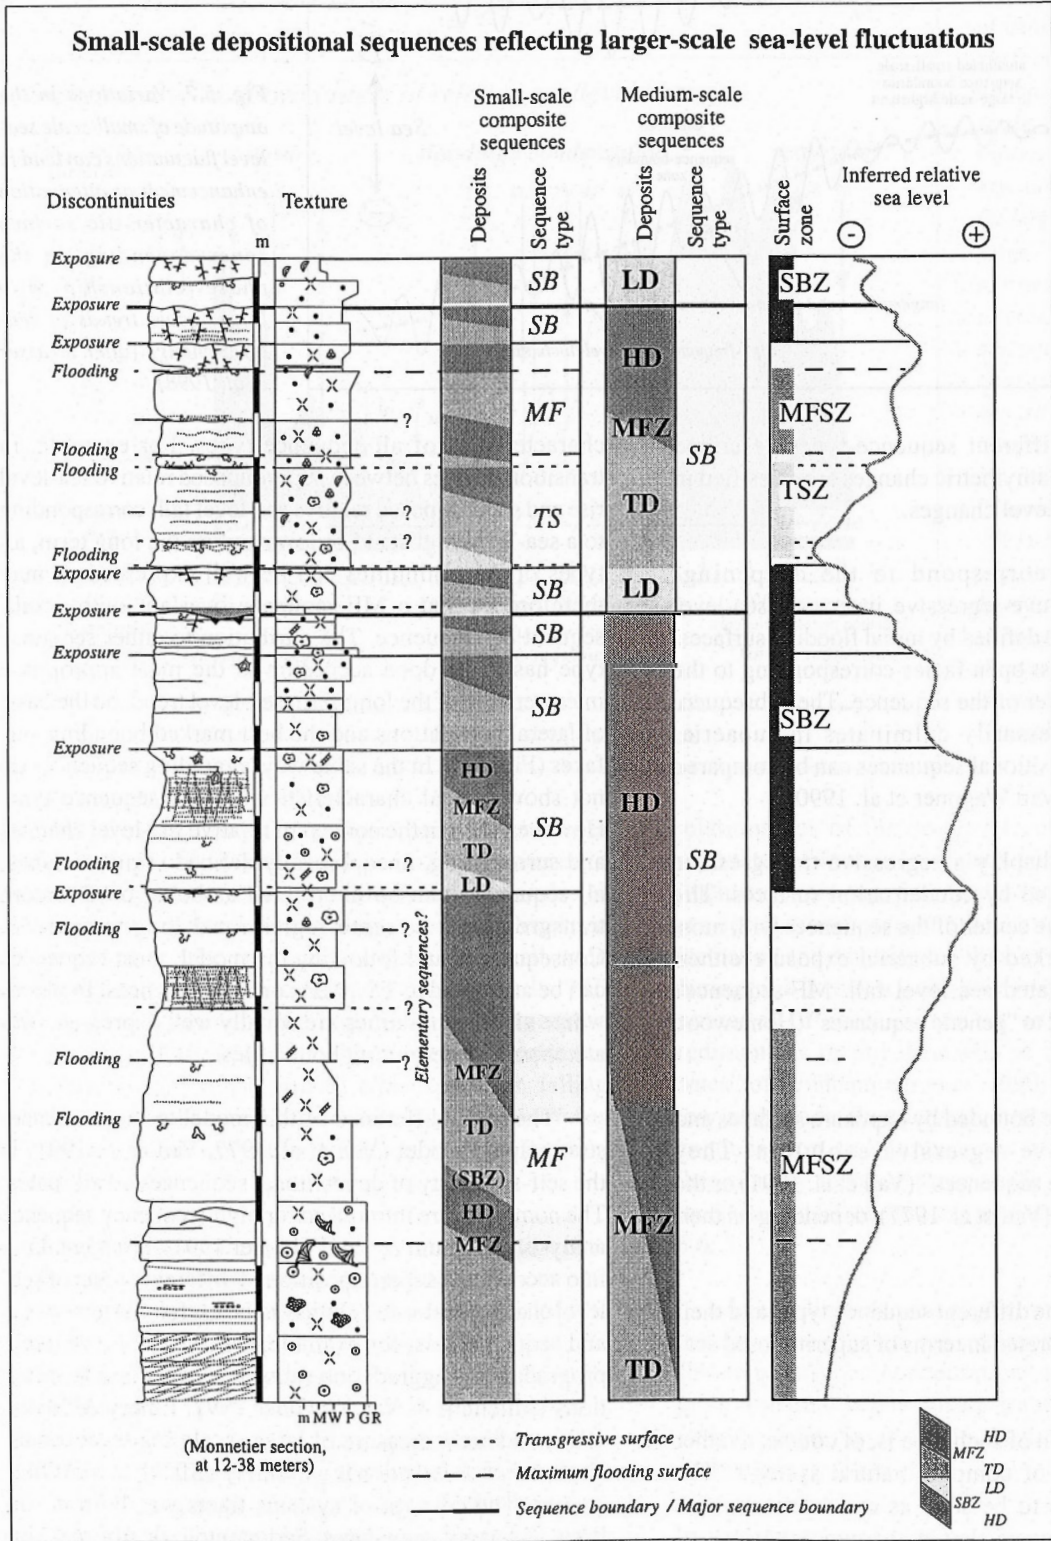 Small-scale depositional sequences reflecting larger-scale sea-level fluctuations
Small-scale
composite
sequences
Medium-scale
composite
sequences
Discontinuities
Texture
Deposits
Sequence
type
Deposits
Sequence
type
Surface
zone
Inferred relative
sea level
m
-
+
Exposure
SB
LD
SBZ
Exposure
SB
Exposure
HD
Flooding
MF
MFZ
MFSZ
?
SB
Flooding
Flooding
TD
TSZ
TS
?
Flooding
Exposure
SB
LD
Exposure
SB
Exposure
SB
SBZ
Exposure
HD
MFZ
SB
HD
TD
Flooding
?
SB
LD
Exposure
Flooding
?
Elementary sequences?
?
Flooding
?
MFZ
Flooding
TD
MF
MFSZ
(SBZ)
HD
MFZ
MFZ
TD
m M W P GR
(Monnetier section,
at 12-38 meters)
Transgressive surface
Maximum flooding surface
Sequence boundary / Major sequence boundary
HD
MFZ
TD
LD
SBZ
HD